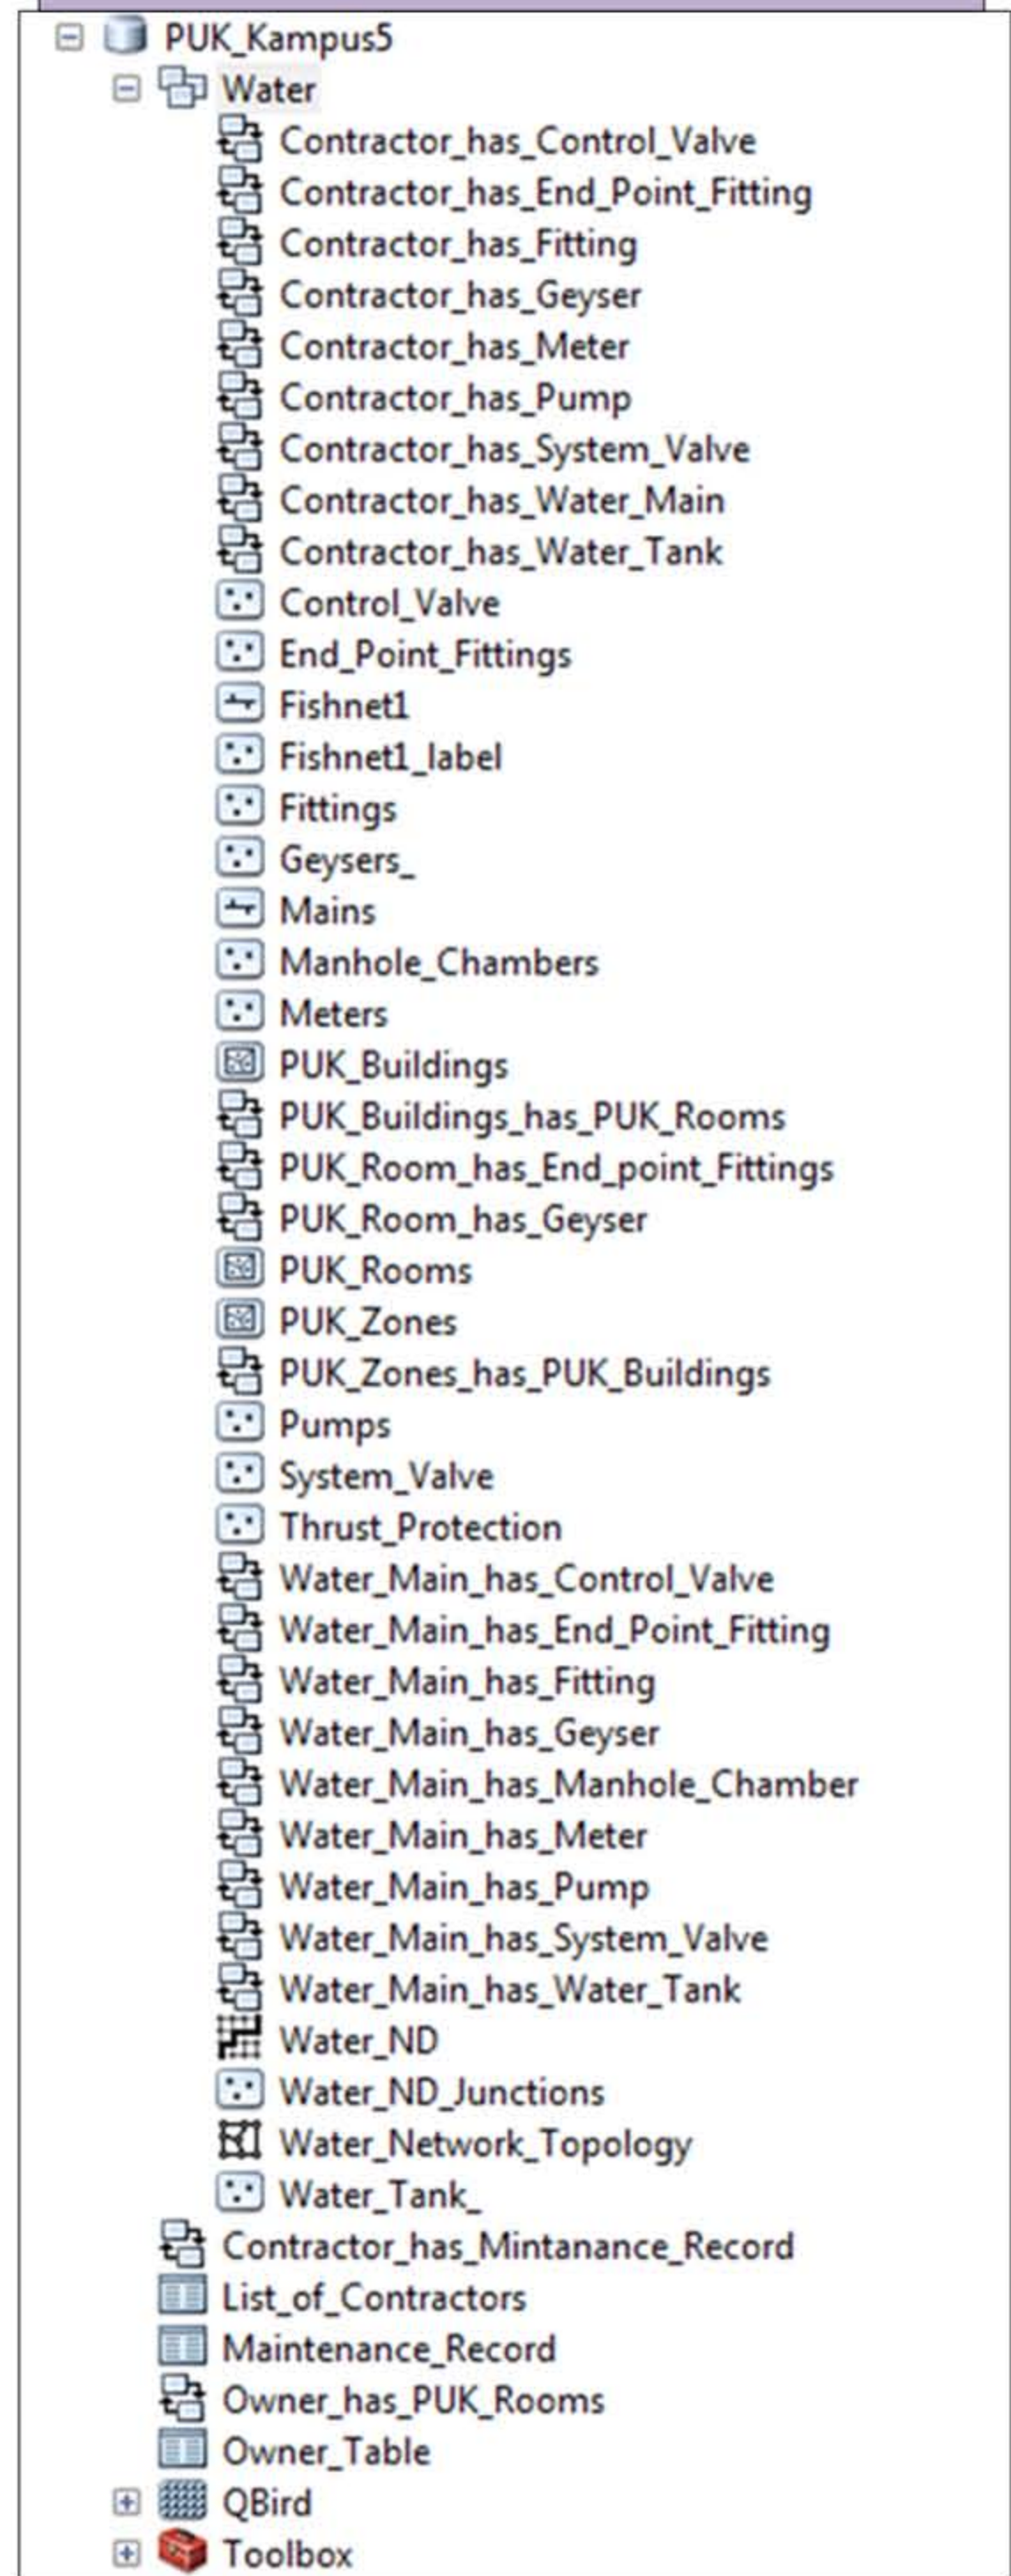 PUK_Kampus5
Water
Contractor_has_Control_Valve
Contractor_has_End_Point_Fitting
Contractor_has_Fitting
Contractor_has_Geyser
Contractor_has_Meter
Contractor_has_Pump
Contractor_has_System_Valve
Contractor_has_Water_Main
Contractor_has_Water_Tank
Control_Valve
End_Point_Fittings
Fishnet1
Fishnet1_label
Fittings
Geysers_
Mains
Manhole_Chambers
Meters
PUK_Buildings
PUK_Buildings_has_PUK_Rooms
PUK_Room_has_End_point_Fittings
PUK_Room_has_Geyser
PUK_Rooms
PUK_Zones
PUK_Zones_has_PUK_Buildings
Pumps
System_Valve
Thrust_Protection
Water_Main_has_Control_Valve
Water_Main_has_End_Point_Fitting
Water_Main_has_Fitting
Water_Main_has_Geyser
Water_Main_has_Manhole_Chamber
Water_Main_has_Meter
Water_Main_has_Pump
Water_Main_has_System_Valve
Water_Main_has_Water_Tank
Water_ND
Water_ND_Junctions
Water_Network_Topology
Water_Tank_
Contractor_has_Mintanance_Record
List_of_Contractors
Maintenance_Record
Owner_has_PUK_Rooms
Owner_Table
QBird
Toolbox